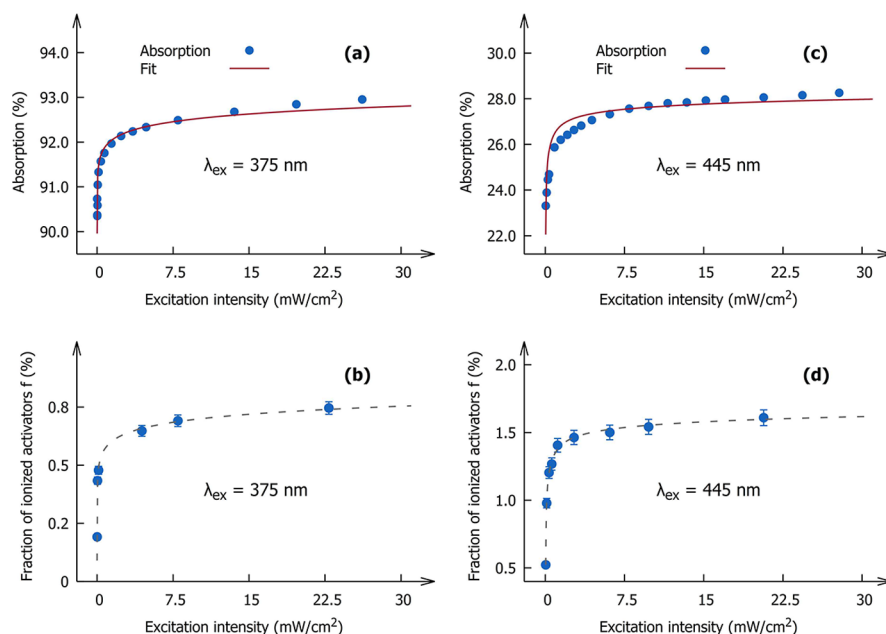 94.0
93.0
92.0
91.0
90.0
Absorption (%)
Absorption
Fit
(a)
λex = 375 nm
0 7.5 15 22.5 30
Excitation intensity (mW/cm²)
30.0
28.0
26.0
24.0
22.0
Absorption (%)
Absorption
Fit
(c)
λex = 445 nm
0 7.5 15 22.5 30
Excitation intensity (mW/cm²)
0.8
0.5
0.2
0
Fraction of ionized activators f (%)
(b)
λex = 375 nm
0 7.5 15 22.5 30
Excitation intensity (mW/cm²)
2.0
1.5
1.0
0.5
Fraction of ionized activators f (%)
(d)
λex = 445 nm
0 7.5 15 22.5 30
Excitation intensity (mW/cm²)